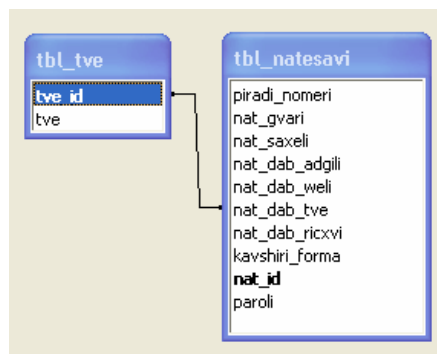 tbl_tve
tve_id
tve
tbl_natesavi
piradi_nomeri
nat_gvari
nat_saxeli
nat_dab_adgili
nat_dab_weli
nat_dab_tve
nat_dab_ricxvi
kavshiri_forma
nat_id
paroli